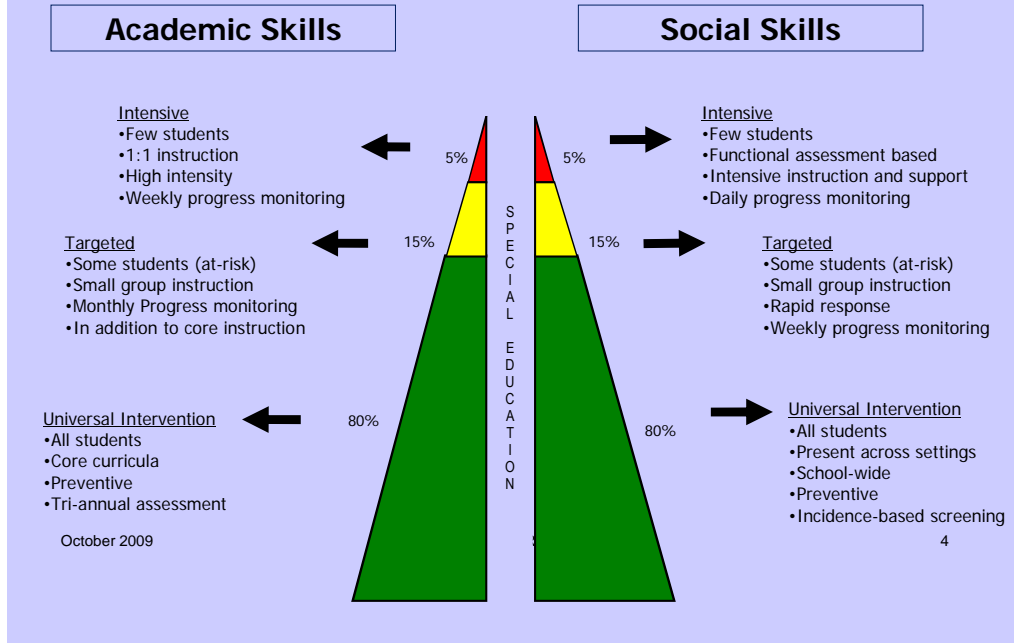 Academic Skills
Social Skills
Intensive
•Few students
•1:1 instruction
•High intensity
•Weekly progress monitoring
5%
5%
Intensive
•Few students
•Functional assessment based
•Intensive instruction and support
•Daily progress monitoring
Targeted
•Some students (at-risk)
•Small group instruction
•Monthly Progress monitoring
•In addition to core instruction
15%
15%
Targeted
•Some students (at-risk)
•Small group instruction
•Rapid response
•Weekly progress monitoring
SPECIAL EDUCATION
Universal Intervention
•All students
•Core curricula
•Preventive
•Tri-annual assessment
80%
80%
Universal Intervention
•All students
•Present across settings
•School-wide
•Preventive
•Incidence-based screening
October 2009
4